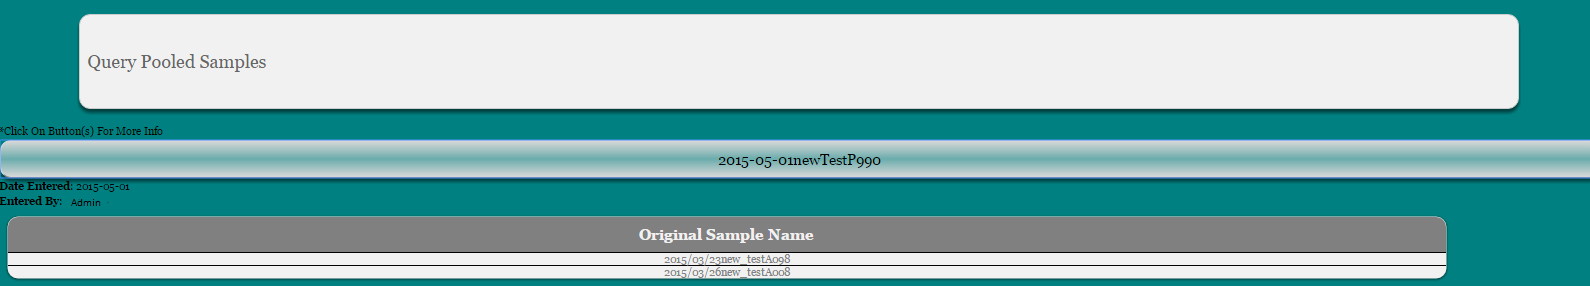 Query Pooled Samples
*Click On Button(s) For More Info
2015-05-01newTestP990
Date Entered: 2015-05-01
Entered By: Admin
Original Sample Name
2015/03/23new_testA098
2015/03/26new_testA008